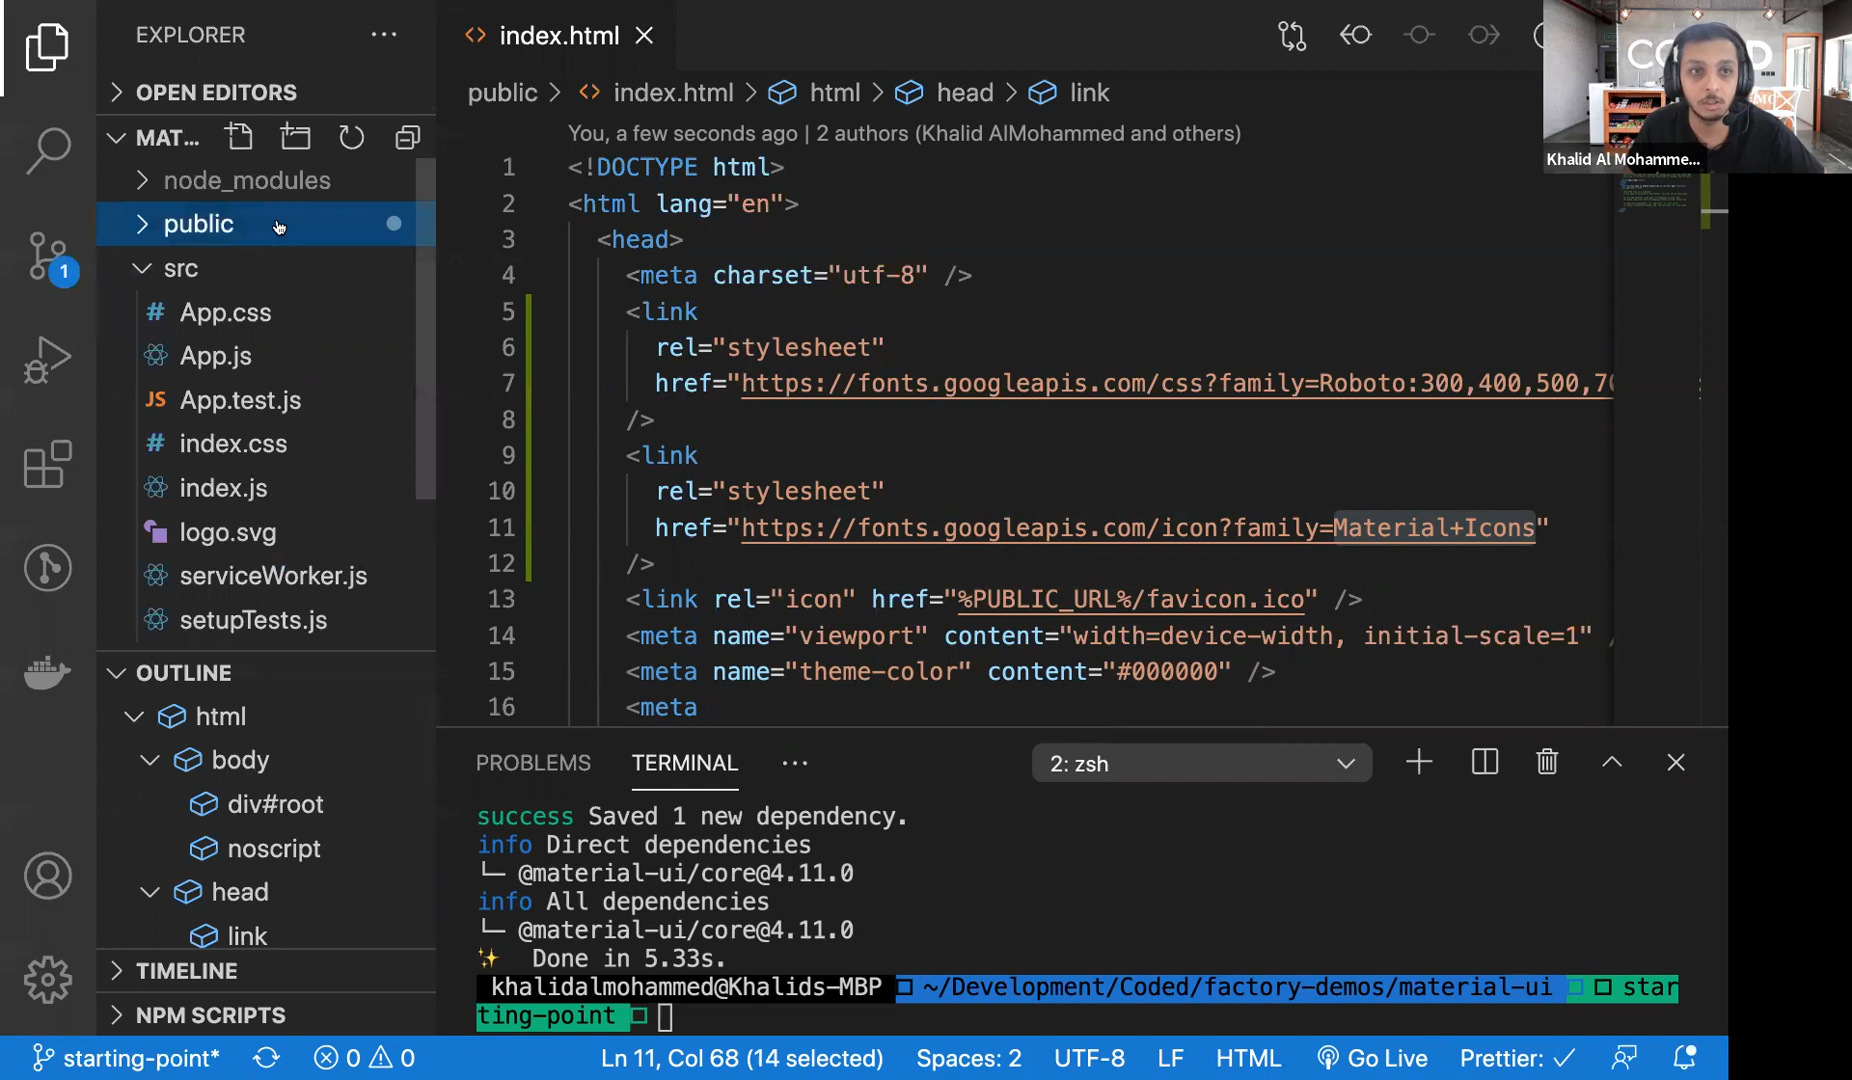 EXPLORER
OPEN EDITORS
MAT...
node_modules
public
src
# App.css
App.js
JS App.test.js
# index.css
index.js
logo.svg
serviceWorker.js
setupTests.js
OUTLINE
html
body
div#root
noscript
head
link
TIMELINE
NPM SCRIPTS
1
index.html
public > index.html > html > head > link
You, a few seconds ago | 2 authors (Khalid AlMohammed and others)
1 <!DOCTYPE html>
2 <html lang="en">
3 <head>
4 <meta charset="utf-8" />
5 <link
6 rel="stylesheet"
7 href="https://fonts.googleapis.com/css?family=Roboto:300,400,500,70
8 />
9 <link
10 rel="stylesheet"
11 href="https://fonts.googleapis.com/icon?family=Material+Icons"
12 />
13 <link rel="icon" href="%PUBLIC_URL%/favicon.ico" />
14 <meta name="viewport" content="width=device-width, initial-scale=1" /
15 <meta name="theme-color" content="#000000" />
16 <meta
Khalid Al Mohamme...
PROBLEMS TERMINAL ... 2: zsh
success Saved 1 new dependency.
info Direct dependencies
└─ @material-ui/core@4.11.0
info All dependencies
└─ @material-ui/core@4.11.0
✨ Done in 5.33s.
khalidalmohammed@Khalids-MBP ~/Development/Coded/factory-demos/material-ui star
ting-point
starting-point* 0 0 Ln 11, Col 68 (14 selected) Spaces: 2 UTF-8 LF HTML Go Live Prettier: ✓